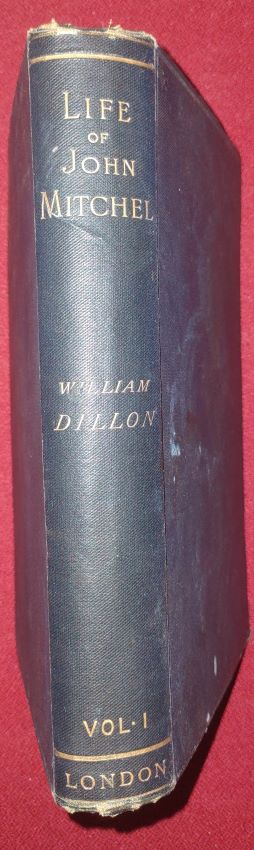 LIFE
OF
JOHN
MITCHEL
WILLIAM
DILLON
VOL·I
LONDON